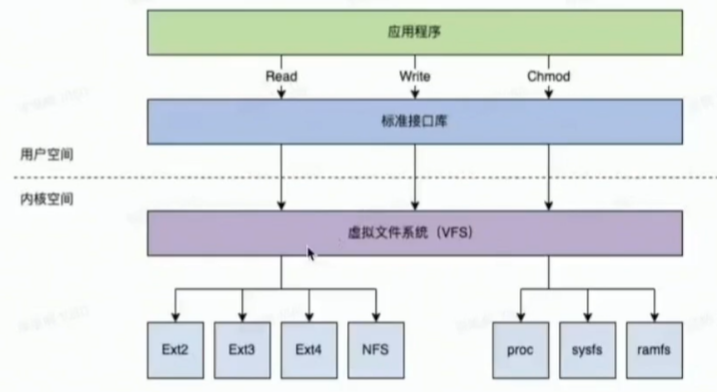 应用程序
Read Write Chmod
标准接口库
用户空间
内核空间
虚拟文件系统（VFS）
Ext2 Ext3 Ext4 NFS proc sysfs ramfs